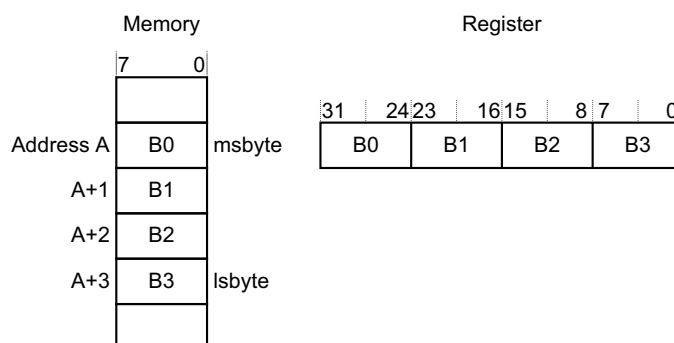 Memory Register
7 0
31 24 23 16 15 8 7 0
Address A B0 msbyte B0 B1 B2 B3
A+1 B1
A+2 B2
A+3 B3 lsbyte